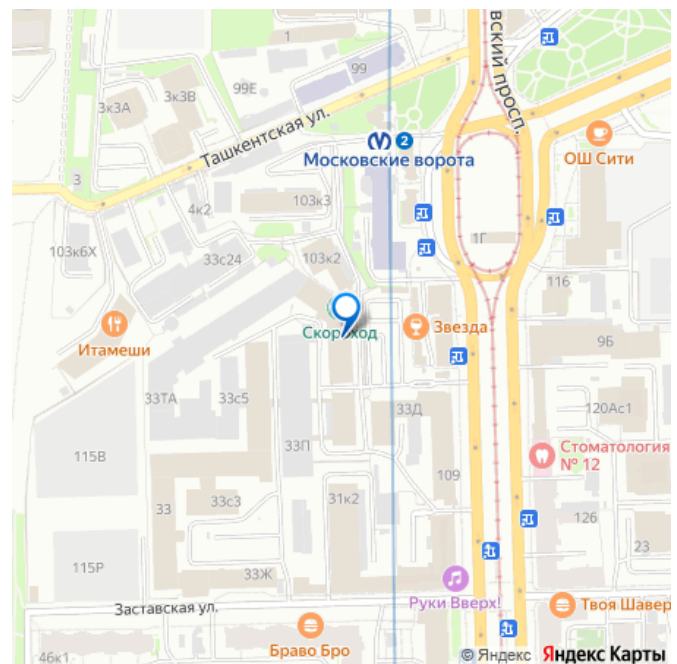 1
99
99Е
3к3В
3к3А
Ташкентская ул.
вский просп.
2
Московские ворота
ОШ Сити
3
4к2
103к3
1Г
103к6Х
33с24
103к2
116
Скороход
Звезда
Итамеши
9Б
33ТА
33с5
33Д
120Ас1
33П
115В
109
Стоматология
№ 12
33
33с3
31к2
126
23
115Р
33Ж
Руки Вверх!
Заставская ул.
Твоя Шавер
Браво Бро
46к1
© Яндекс Яндекс Карты